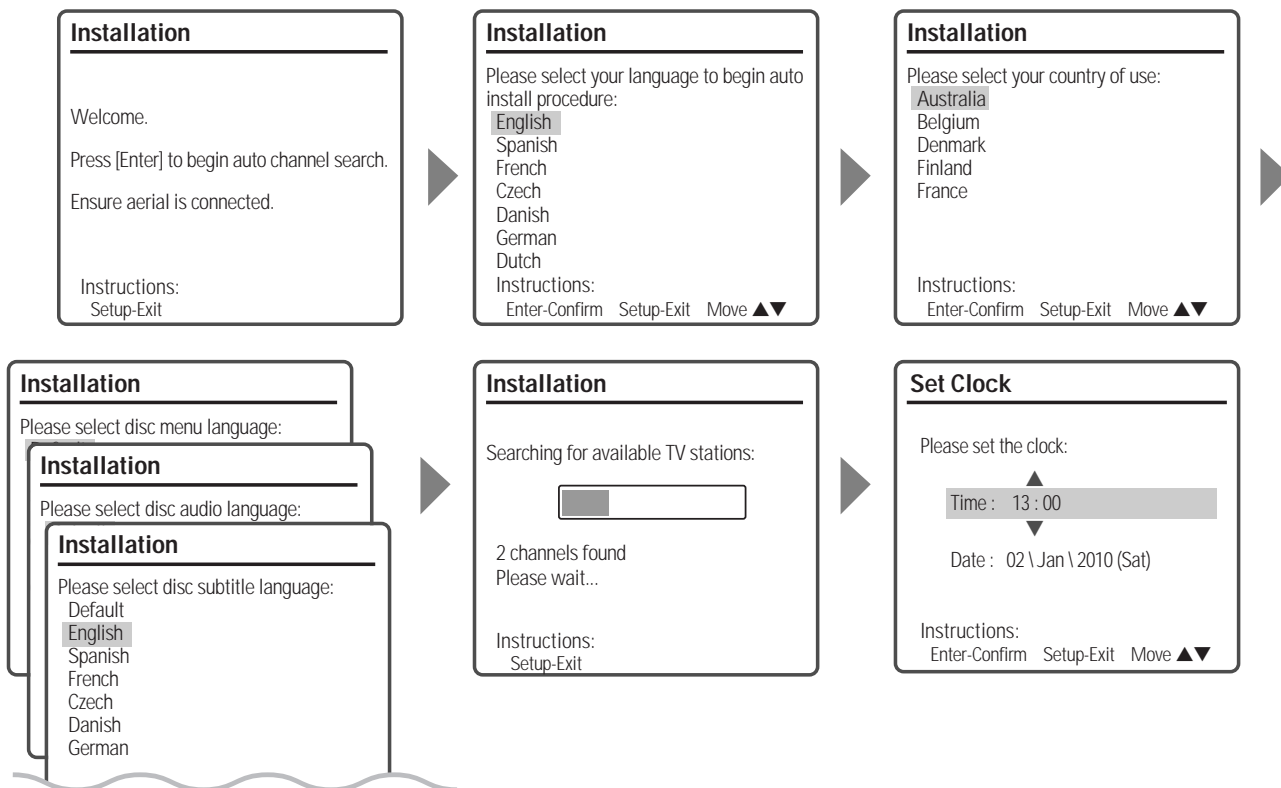 Installation
Welcome.
Press [Enter] to begin auto channel search.
Ensure aerial is connected.
Instructions:
Setup-Exit
Installation
Please select your language to begin auto
install procedure:
English
Spanish
French
Czech
Danish
German
Dutch
Instructions:
Enter-Confirm Setup-Exit Move ▲▼
Installation
Please select your country of use:
Australia
Belgium
Denmark
Finland
France
Instructions:
Enter-Confirm Setup-Exit Move ▲▼
Installation
Please select disc menu language:
Installation
Please select disc audio language:
Installation
Please select disc subtitle language:
Default
English
Spanish
French
Czech
Danish
German
Installation
Searching for available TV stations:
2 channels found
Please wait...
Instructions:
Setup-Exit
Set Clock
Please set the clock:
Time : 13 : 00
Date : 02 \ Jan \ 2010 (Sat)
Instructions:
Enter-Confirm Setup-Exit Move ▲▼